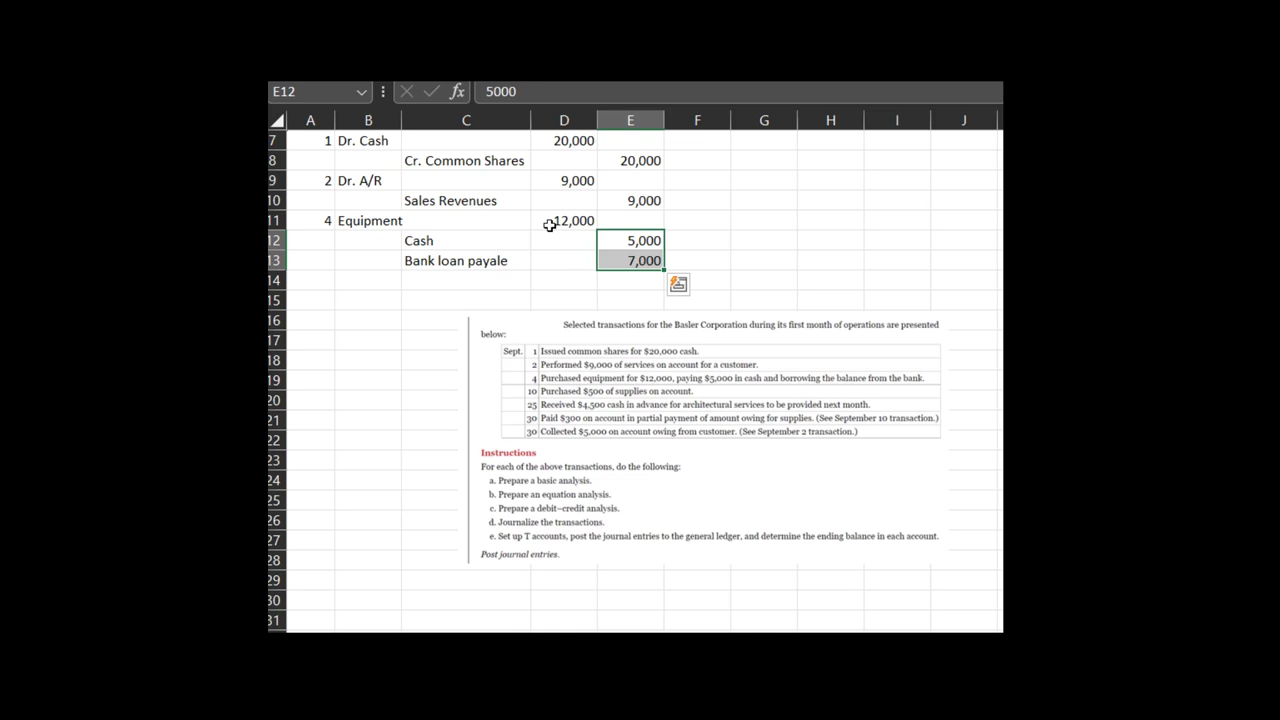 E12 fx 5000
A B C D E F G H I J
7 1 Dr. Cash 20,000
8 Cr. Common Shares 20,000
9 2 Dr. A/R 9,000
10 Sales Revenues 9,000
11 4 Equipment 12,000
12 Cash 5,000
13 Bank loan payale 7,000
14
15
16
17
18
19
20
21
22
23
24
25
26
27
28
29
30
31
Selected transactions for the Basler Corporation during its first month of operations are presented
below:
Sept. 1 Issued common shares for $20,000 cash.
2 Performed $9,000 of services on account for a customer.
4 Purchased equipment for $12,000, paying $5,000 in cash and borrowing the balance from the bank.
10 Purchased $500 of supplies on account.
25 Received $4,500 cash in advance for architectural services to be provided next month.
30 Paid $300 on account in partial payment of amount owing for supplies. (See September 10 transaction.)
30 Collected $5,000 on account owing from customer. (See September 2 transaction.)
Instructions
For each of the above transactions, do the following:
a. Prepare a basic analysis.
b. Prepare an equation analysis.
c. Prepare a debit–credit analysis.
d. Journalize the transactions.
e. Set up T accounts, post the journal entries to the general ledger, and determine the ending balance in each account.
Post journal entries.